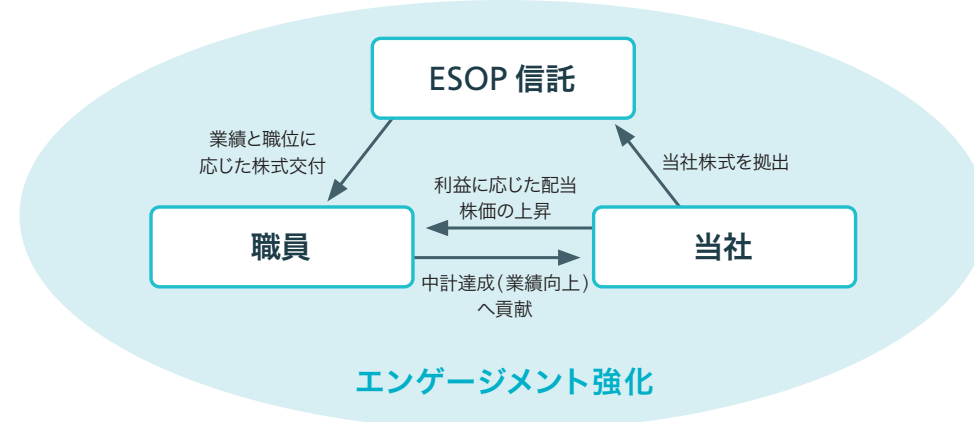 ESOP 信託
業績と職位に
応じた株式交付
当社株式を拠出
利益に応じた配当
株価の上昇
職員
当社
中計達成(業績向上)
へ貢献
エンゲージメント強化